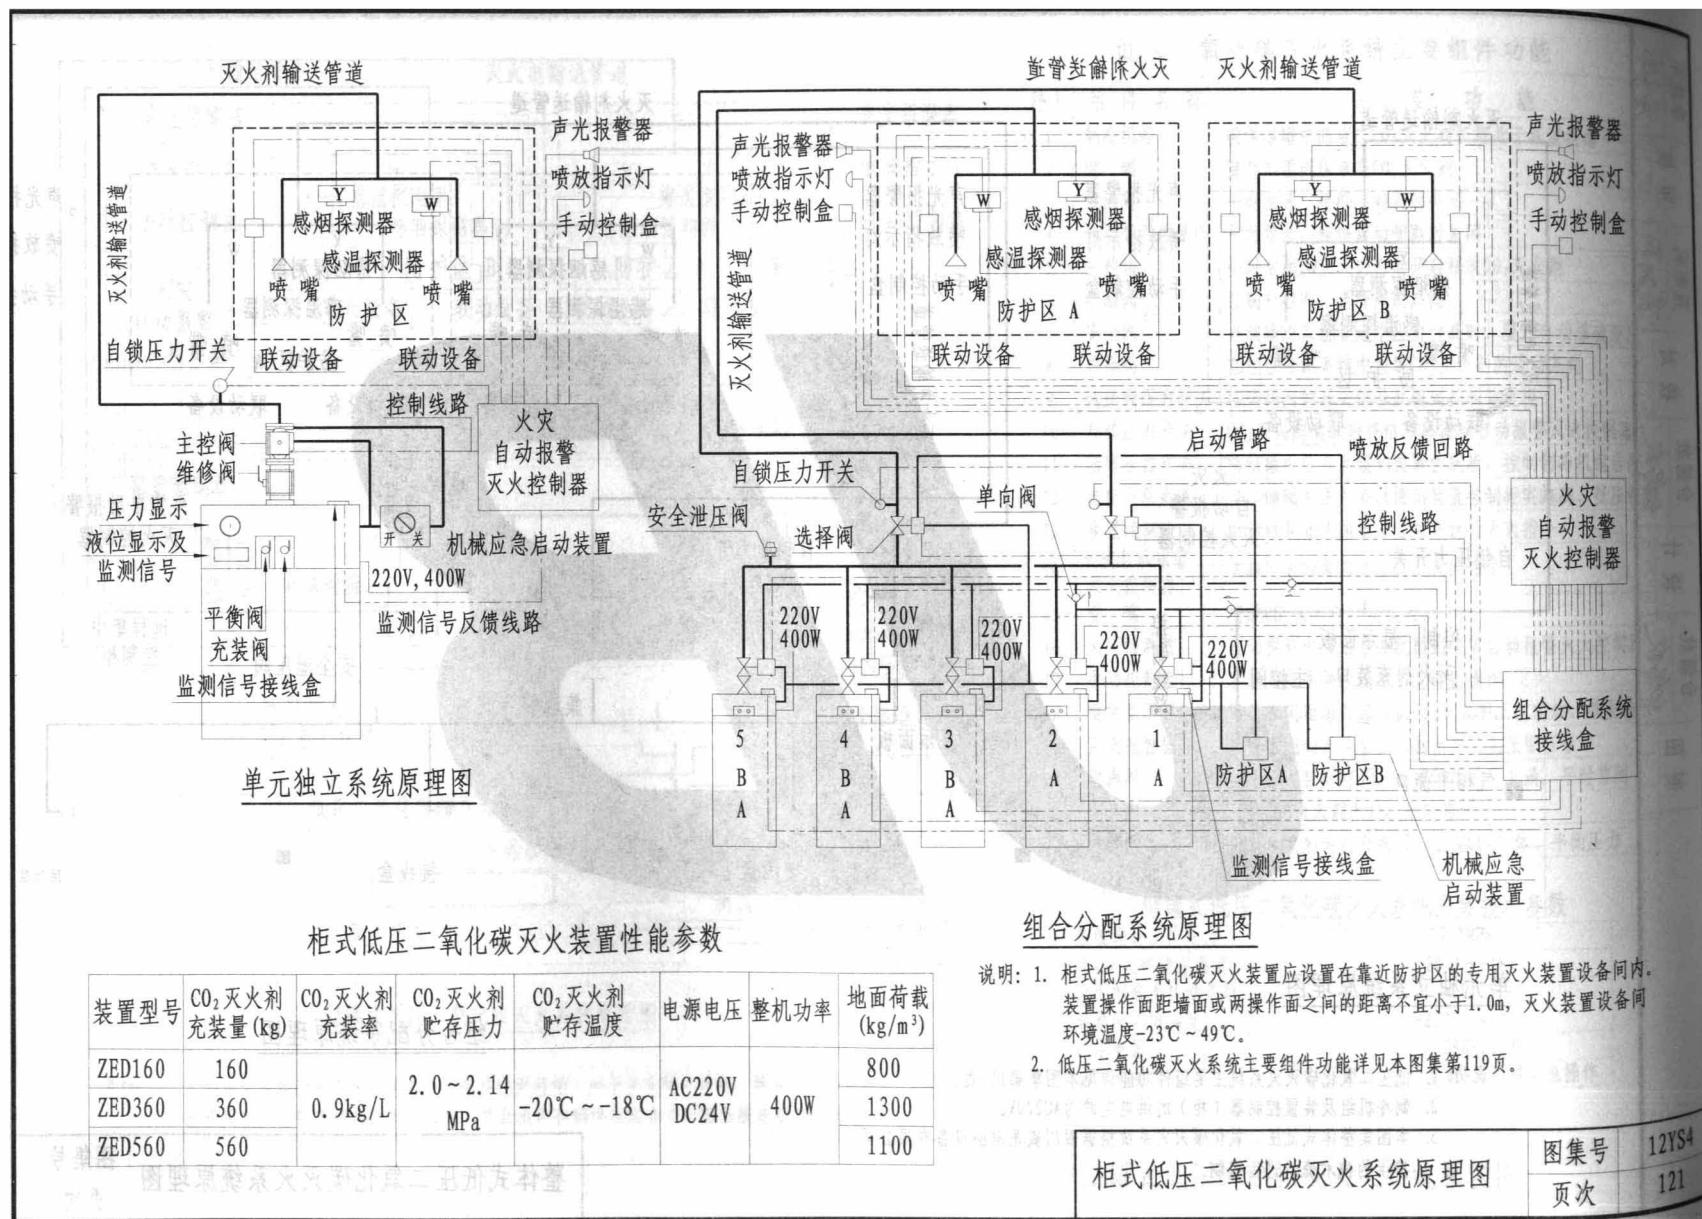 灭火剂输送管道
声光报警器
喷放指示灯
手动控制盒
灭火剂输送管道
Y
W
感烟探测器
感温探测器
喷嘴
喷嘴
防护区
自锁压力开关
联动设备
联动设备
控制线路
火灾
自动报警
灭火控制器
主控阀
维修阀
压力显示
液位显示及
监测信号
开关
机械应急启动装置
220V,400W
平衡阀
充装阀
监测信号反馈线路
监测信号接线盒
单元独立系统原理图
灭火剂输送管道
灭火剂输送管道
声光报警器
喷放指示灯
手动控制盒
灭火剂输送管道
W
Y
感烟探测器
感温探测器
喷嘴
喷嘴
防护区A
联动设备
联动设备
Y
W
感烟探测器
感温探测器
喷嘴
喷嘴
防护区B
联动设备
联动设备
声光报警器
喷放指示灯
手动控制盒
启动管路
喷放反馈回路
自锁压力开关
单向阀
安全泄压阀
选择阀
控制线路
火灾
自动报警
灭火控制器
220V
400W
220V
400W
220V
400W
220V
400W
220V
400W
组合分配系统
接线盒
5
B
A
4
B
A
3
B
A
2
A
1
A
防护区A
防护区B
监测信号接线盒
机械应急
启动装置
组合分配系统原理图
柜式低压二氧化碳灭火装置性能参数
装置型号 CO₂灭火剂充装量(kg) CO₂灭火剂充装率 CO₂灭火剂贮存压力 CO₂灭火剂贮存温度 电源电压 整机功率 地面荷载(kg/m³)
ZED160 160 800
ZED360 360 0.9kg/L 2.0～2.14MPa -20℃～-18℃ AC220V DC24V 400W 1300
ZED560 560 1100
说明: 1. 柜式低压二氧化碳灭火装置应设置在靠近防护区的专用灭火装置设备间内。
装置操作面距墙面或两操作面之间的距离不宜小于1.0m,灭火装置设备间
环境温度-23℃～49℃。
2. 低压二氧化碳灭火系统主要组件功能详见本图集第119页。
柜式低压二氧化碳灭火系统原理图
图集号 12YS4
页次 121